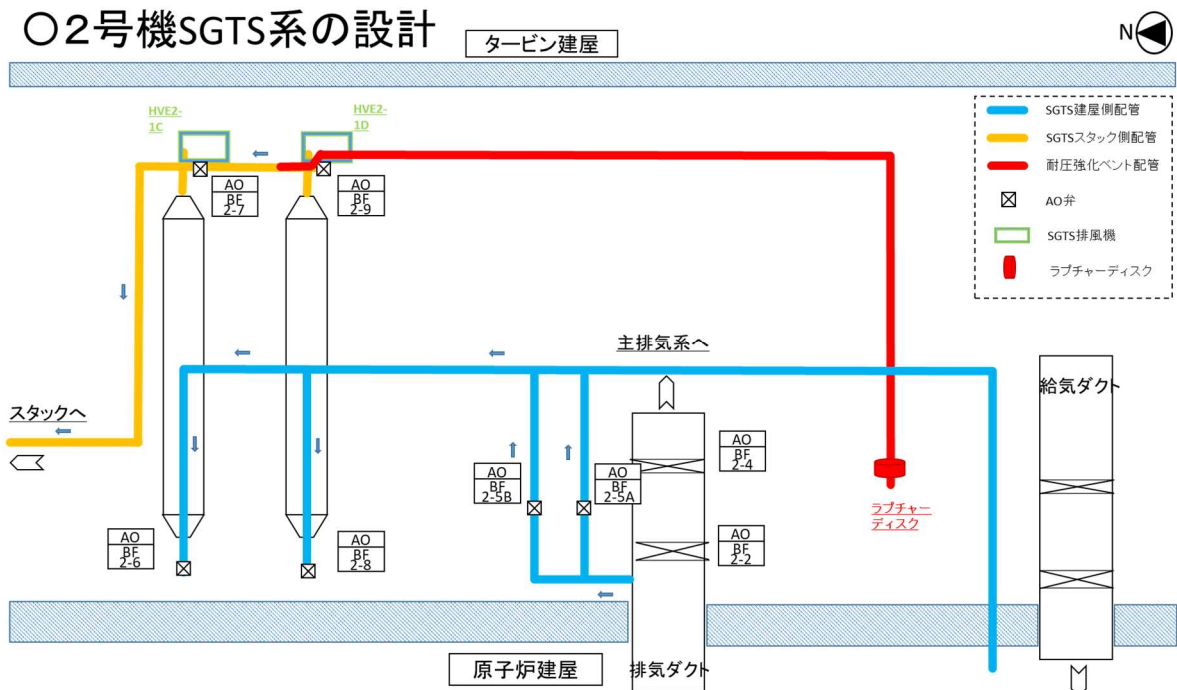 〇２号機SGTS系の設計
タービン建屋
N
SGTS建屋側配管
SGTSスタック側配管
耐圧強化ベント配管
AO弁
SGTS排風機
ラプチャーディスク
HVE2-
1C
HVE2-
1D
AO
BF
2-7
AO
BF
2-9
主排気系へ
給気ダクト
スタックへ
AO
BF
2-4
AO
BF
2-5B
AO
BF
2-5A
ラプチャー
ディスク
AO
BF
2-2
AO
BF
2-6
AO
BF
2-8
原子炉建屋
排気ダクト